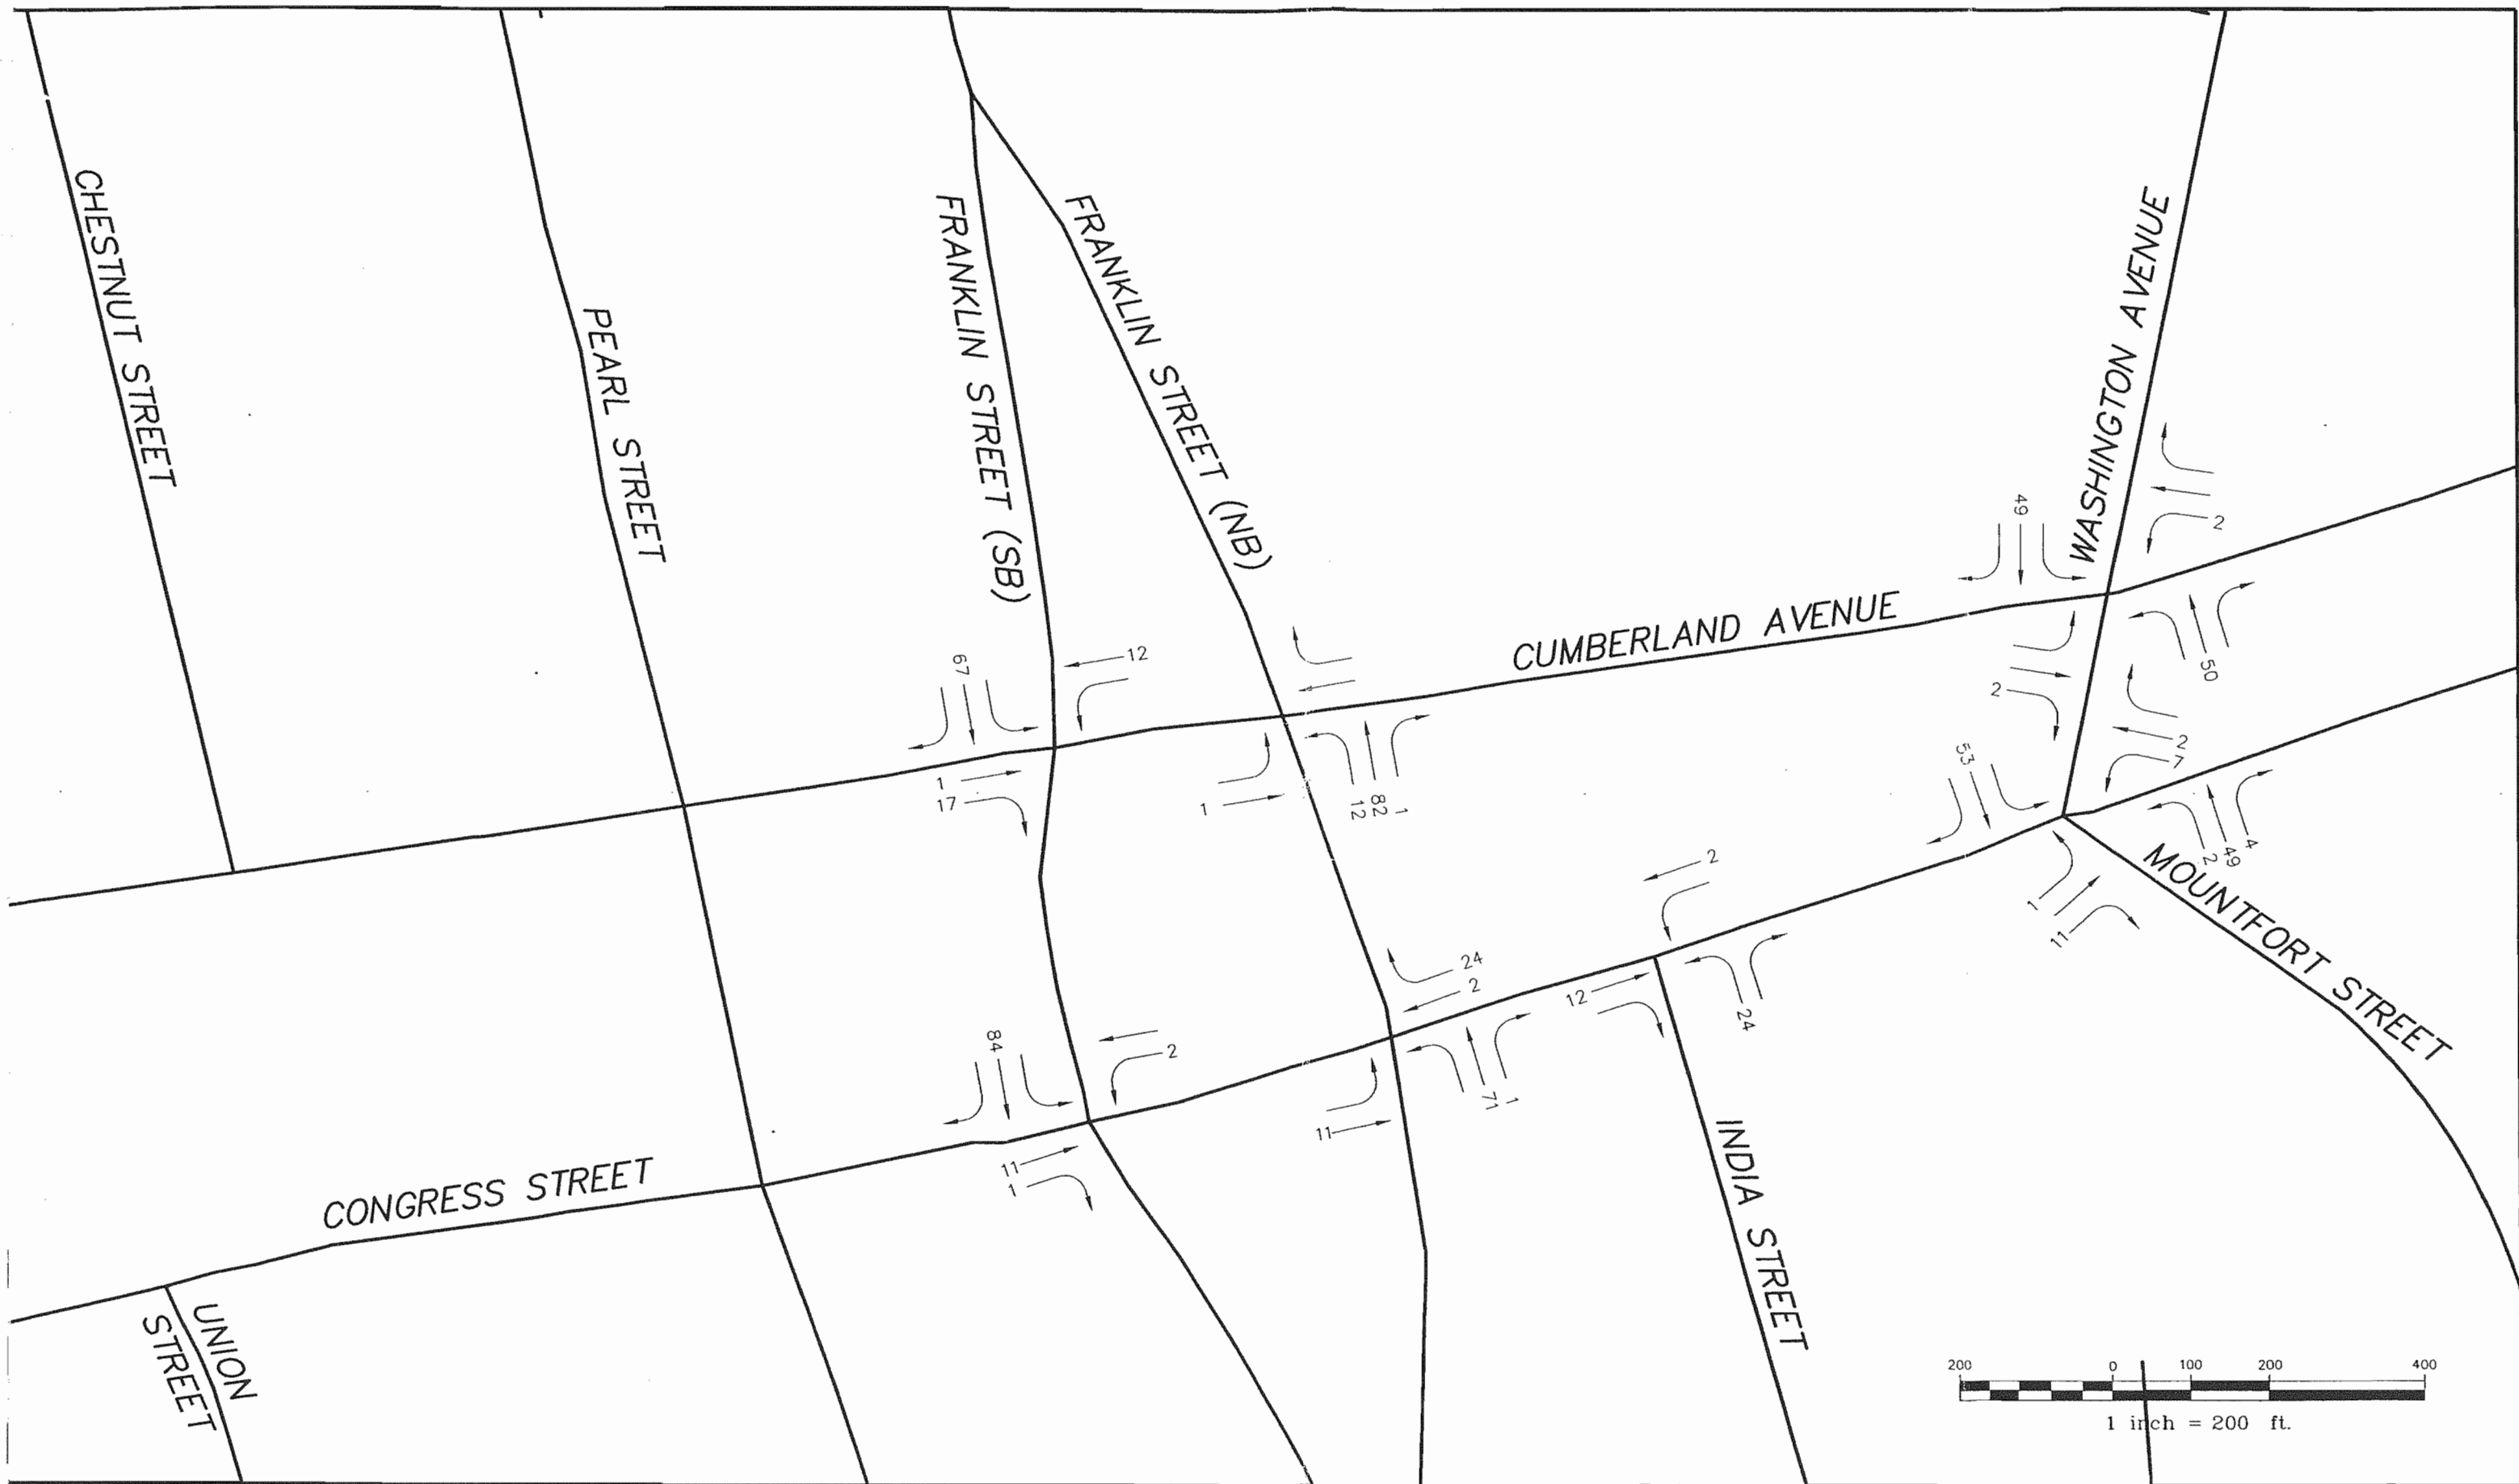 CHESTNUT STREET
PEARL STREET
FRANKLIN STREET (SB)
FRANKLIN STREET (NB)
WASHINGTON AVENUE
CUMBERLAND AVENUE
MOUNTFORT STREET
INDIA STREET
CONGRESS STREET
UNION
STREET
67
12
1
17
1
12
82
1
49
2
50
2
2
7
53
2
49
4
1
11
2
12
24
24
2
11
71
1
84
2
11
1
200 0 100 200 400
1 inch = 200 ft.